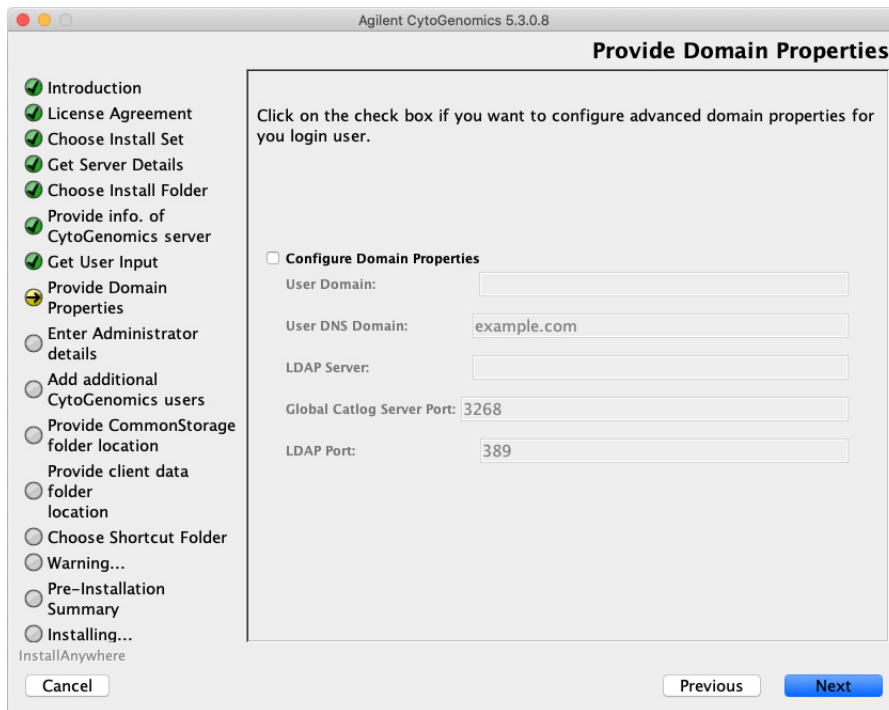 Agilent CytoGenomics 5.3.0.8
Provide Domain Properties
Introduction
License Agreement
Choose Install Set
Get Server Details
Choose Install Folder
Provide info. of
CytoGenomics server
Get User Input
Provide Domain
Properties
Enter Administrator
details
Add additional
CytoGenomics users
Provide CommonStorage
folder location
Provide client data
folder
location
Choose Shortcut Folder
Warning...
Pre-Installation
Summary
Installing...
Click on the check box if you want to configure advanced domain properties for
you login user.
Configure Domain Properties
User Domain:
User DNS Domain: example.com
LDAP Server:
Global Catlog Server Port: 3268
LDAP Port: 389
InstallAnywhere
Cancel Previous Next